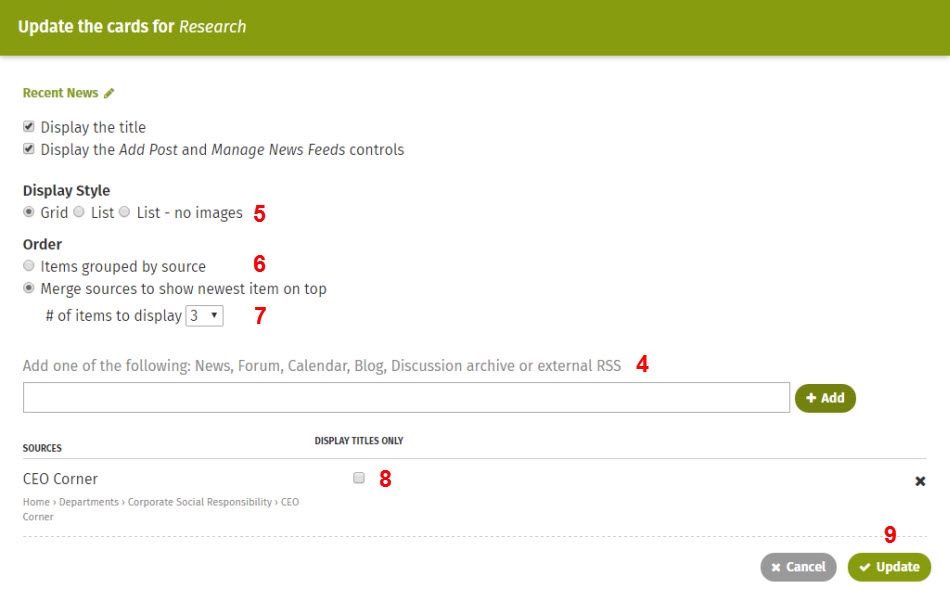 Update the cards for Research
Recent News
Display the title
Display the Add Post and Manage News Feeds controls
Display Style
Grid List List - no images 5
Order
Items grouped by source 6
Merge sources to show newest item on top
# of items to display 3 7
Add one of the following: News, Forum, Calendar, Blog, Discussion archive or external RSS 4
+ Add
SOURCES DISPLAY TITLES ONLY
CEO Corner 8
Home › Departments › Corporate Social Responsibility › CEO
Corner
9
Cancel Update